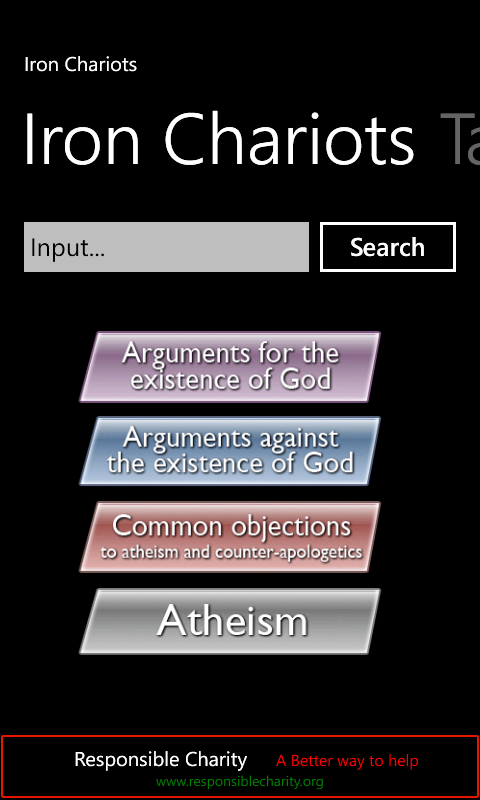 Iron Chariots
Iron Chariots Ta
Input...
Search
Arguments for the
existence of God
Arguments against
the existence of God
Common objections
to atheism and counter-apologetics
Atheism
Responsible Charity A Better way to help
www.responsiblecharity.org